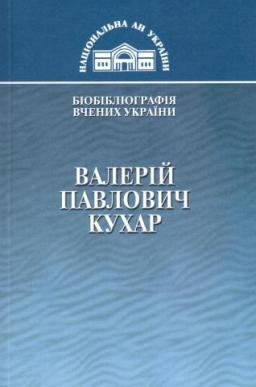 НАЦІОНАЛЬНА АН УКРАЇНИ
БІОБІБЛІОГРАФІЯ
ВЧЕНИХ УКРАЇНИ
ВАЛЕРІЙ
ПАВЛОВИЧ
КУХАР